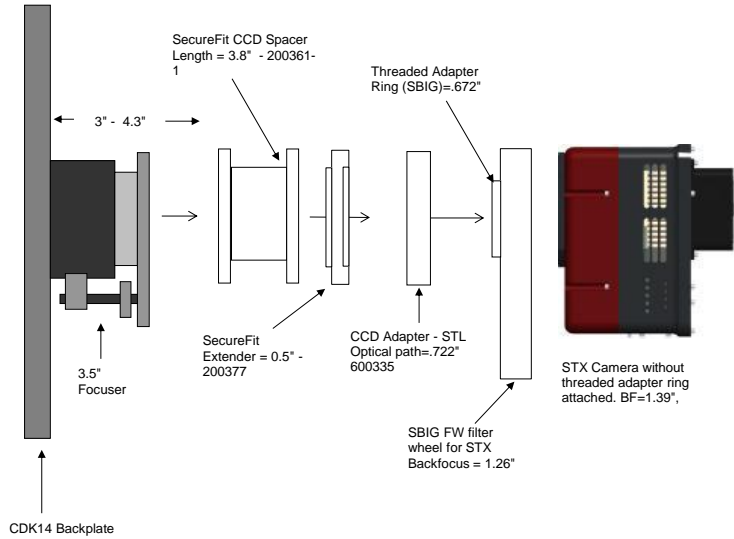 SecureFit CCD Spacer
Length = 3.8" - 200361-
1
Threaded Adapter
Ring (SBIG)=.672"
3" - 4.3"
3.5"
Focuser
SecureFit
Extender = 0.5" -
200377
CCD Adapter - STL
Optical path=.722"
600335
STX Camera without
threaded adapter ring
attached. BF=1.39",
SBIG FW filter
wheel for STX
Backfocus = 1.26"
CDK14 Backplate